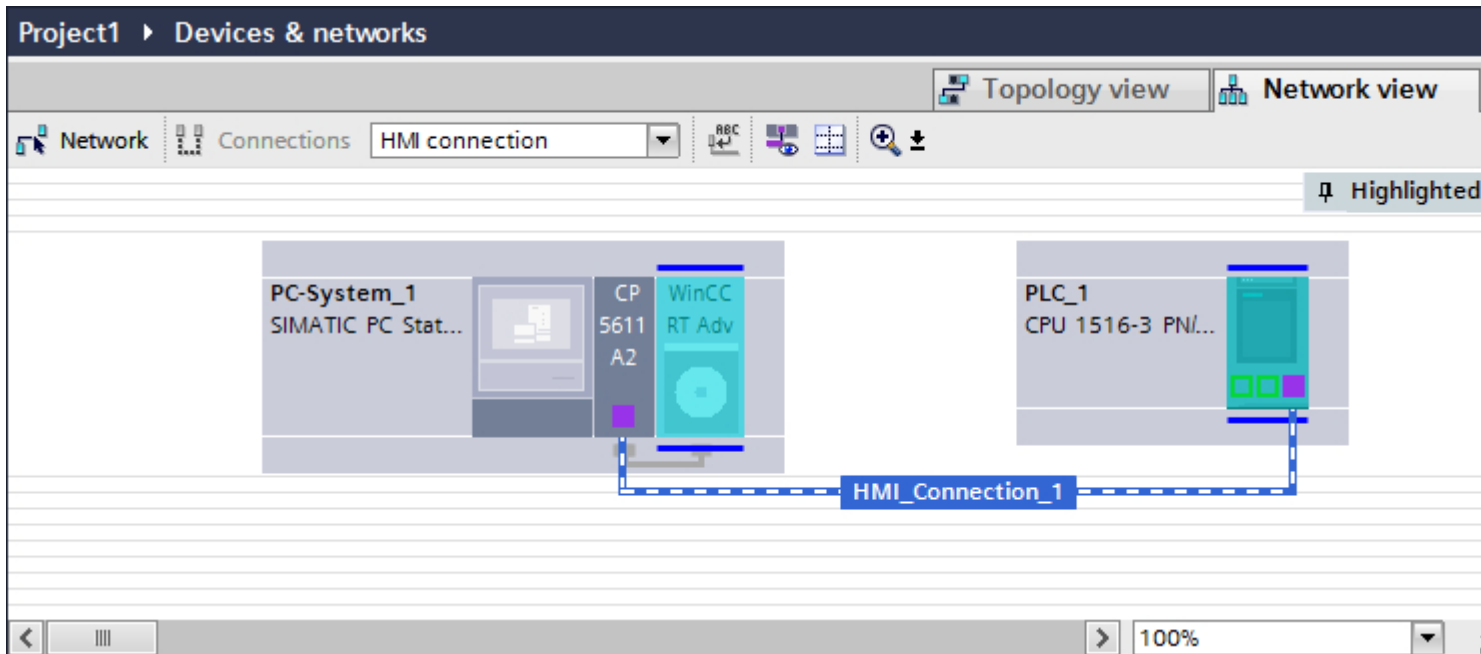 Project1 ▸ Devices & networks
Topology view
Network view
Network
Connections
HMI connection
ABC
Highlighted
PC-System_1
SIMATIC PC Stat...
CP
5611
A2
WinCC
RT Adv
PLC_1
CPU 1516-3 PN/...
HMI_Connection_1
100%